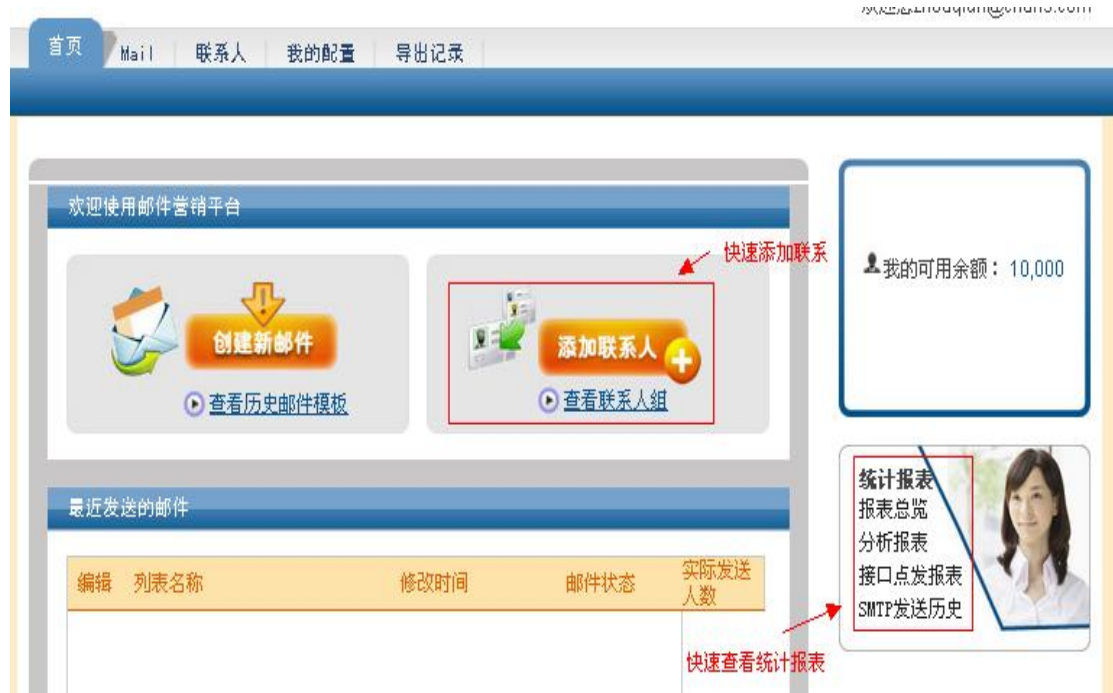 首页
Mail
联系人
我的配置
导出记录
欢迎使用邮件营销平台
快速添加联系
创建新邮件
查看历史邮件模板
添加联系人
查看联系人组
我的可用余额： 10,000
最近发送的邮件
编辑
列表名称
修改时间
邮件状态
实际发送
人数
统计报表
报表总览
分析报表
接口点发报表
SMTP发送历史
快速查看统计报表